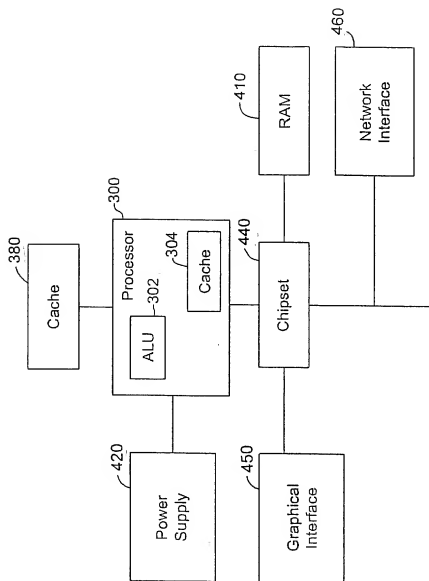 380
Cache
300
Processor
302
ALU
304
Cache
420
Power
Supply
440
Chipset
410
RAM
450
Graphical
Interface
460
Network
Interface